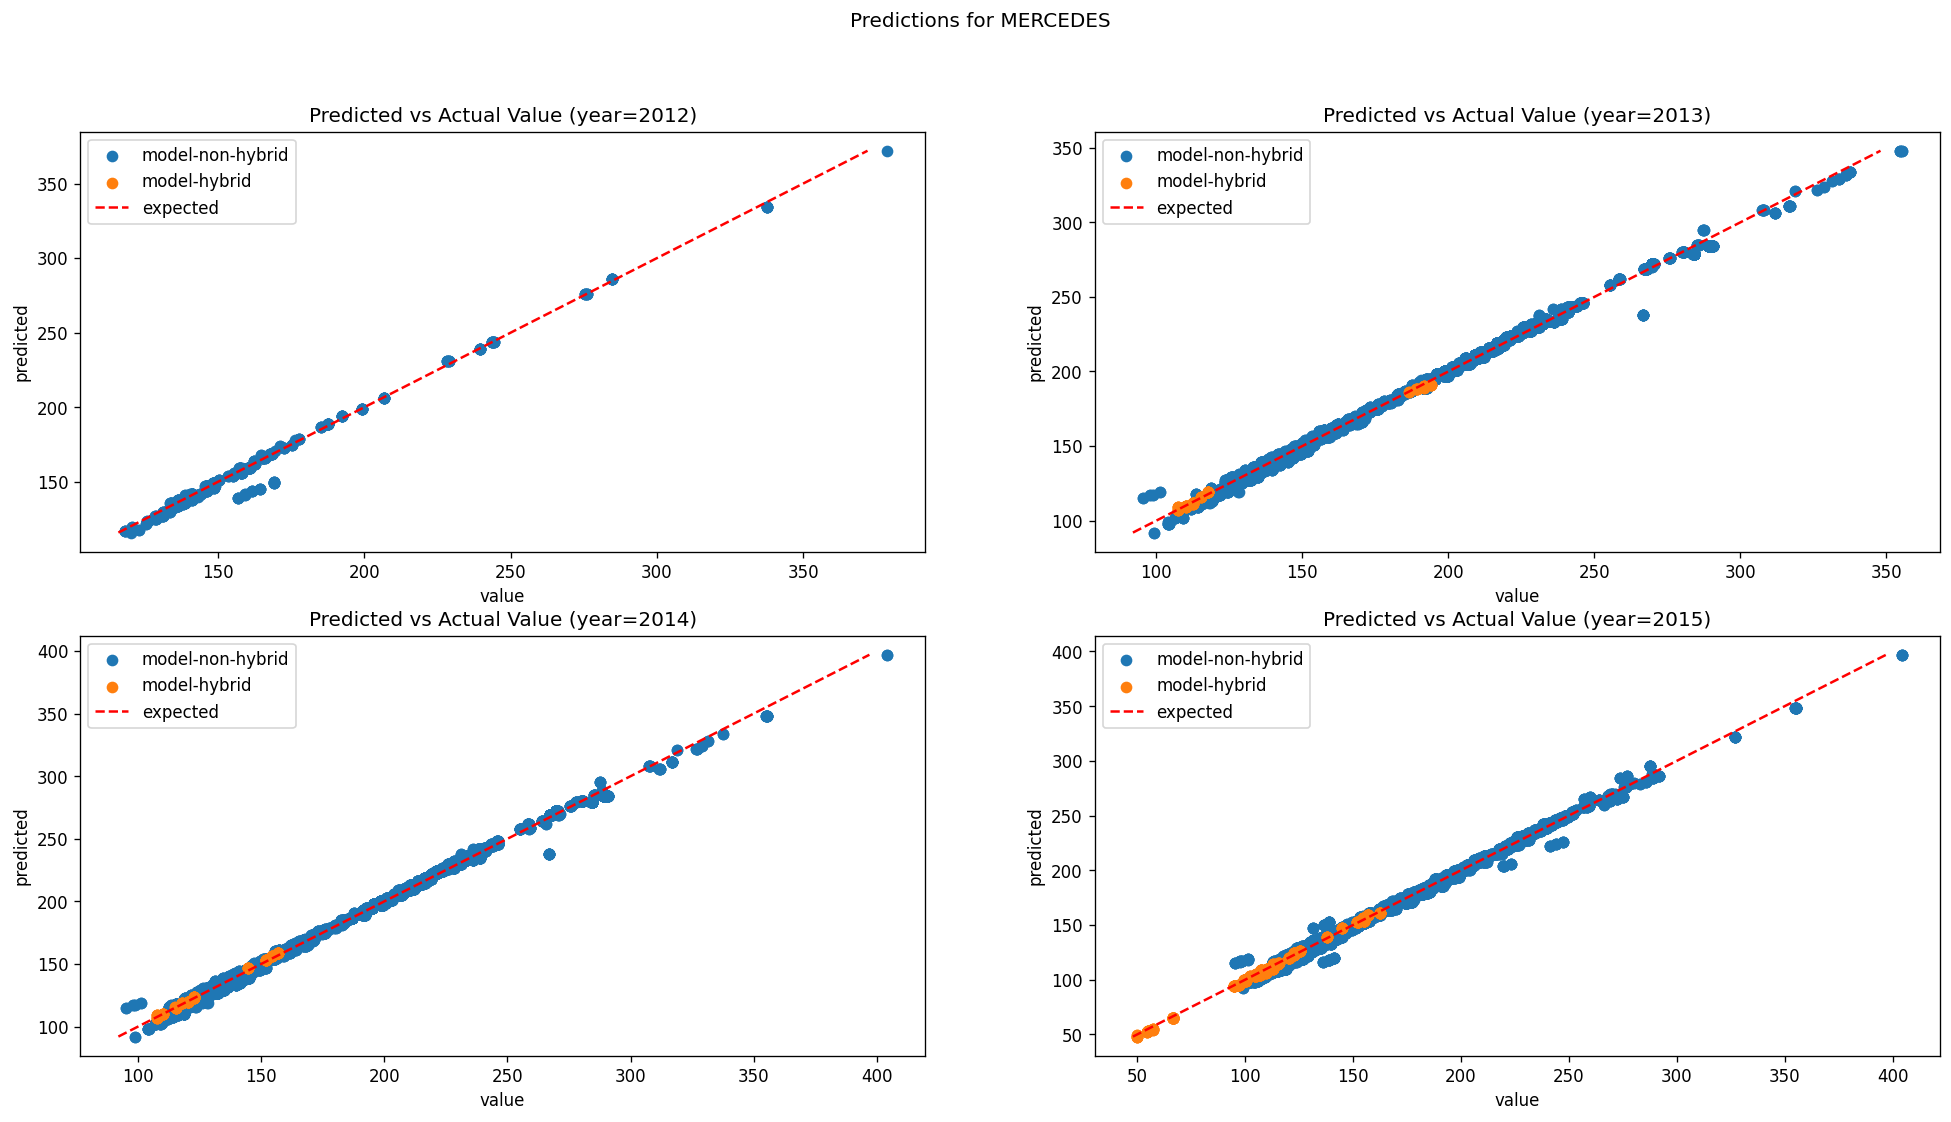 Predictions for MERCEDES
Predicted vs Actual Value (year=2012)
model-non-hybrid
model-hybrid
expected
predicted
350
300
250
200
150
150
200
250
300
350
value
Predicted vs Actual Value (year=2013)
model-non-hybrid
model-hybrid
expected
predicted
350
300
250
200
150
100
100
150
200
250
300
350
value
Predicted vs Actual Value (year=2014)
model-non-hybrid
model-hybrid
expected
predicted
400
350
300
250
200
150
100
100
150
200
250
300
350
400
value
Predicted vs Actual Value (year=2015)
model-non-hybrid
model-hybrid
expected
predicted
400
350
300
250
200
150
100
50
50
100
150
200
250
300
350
400
value